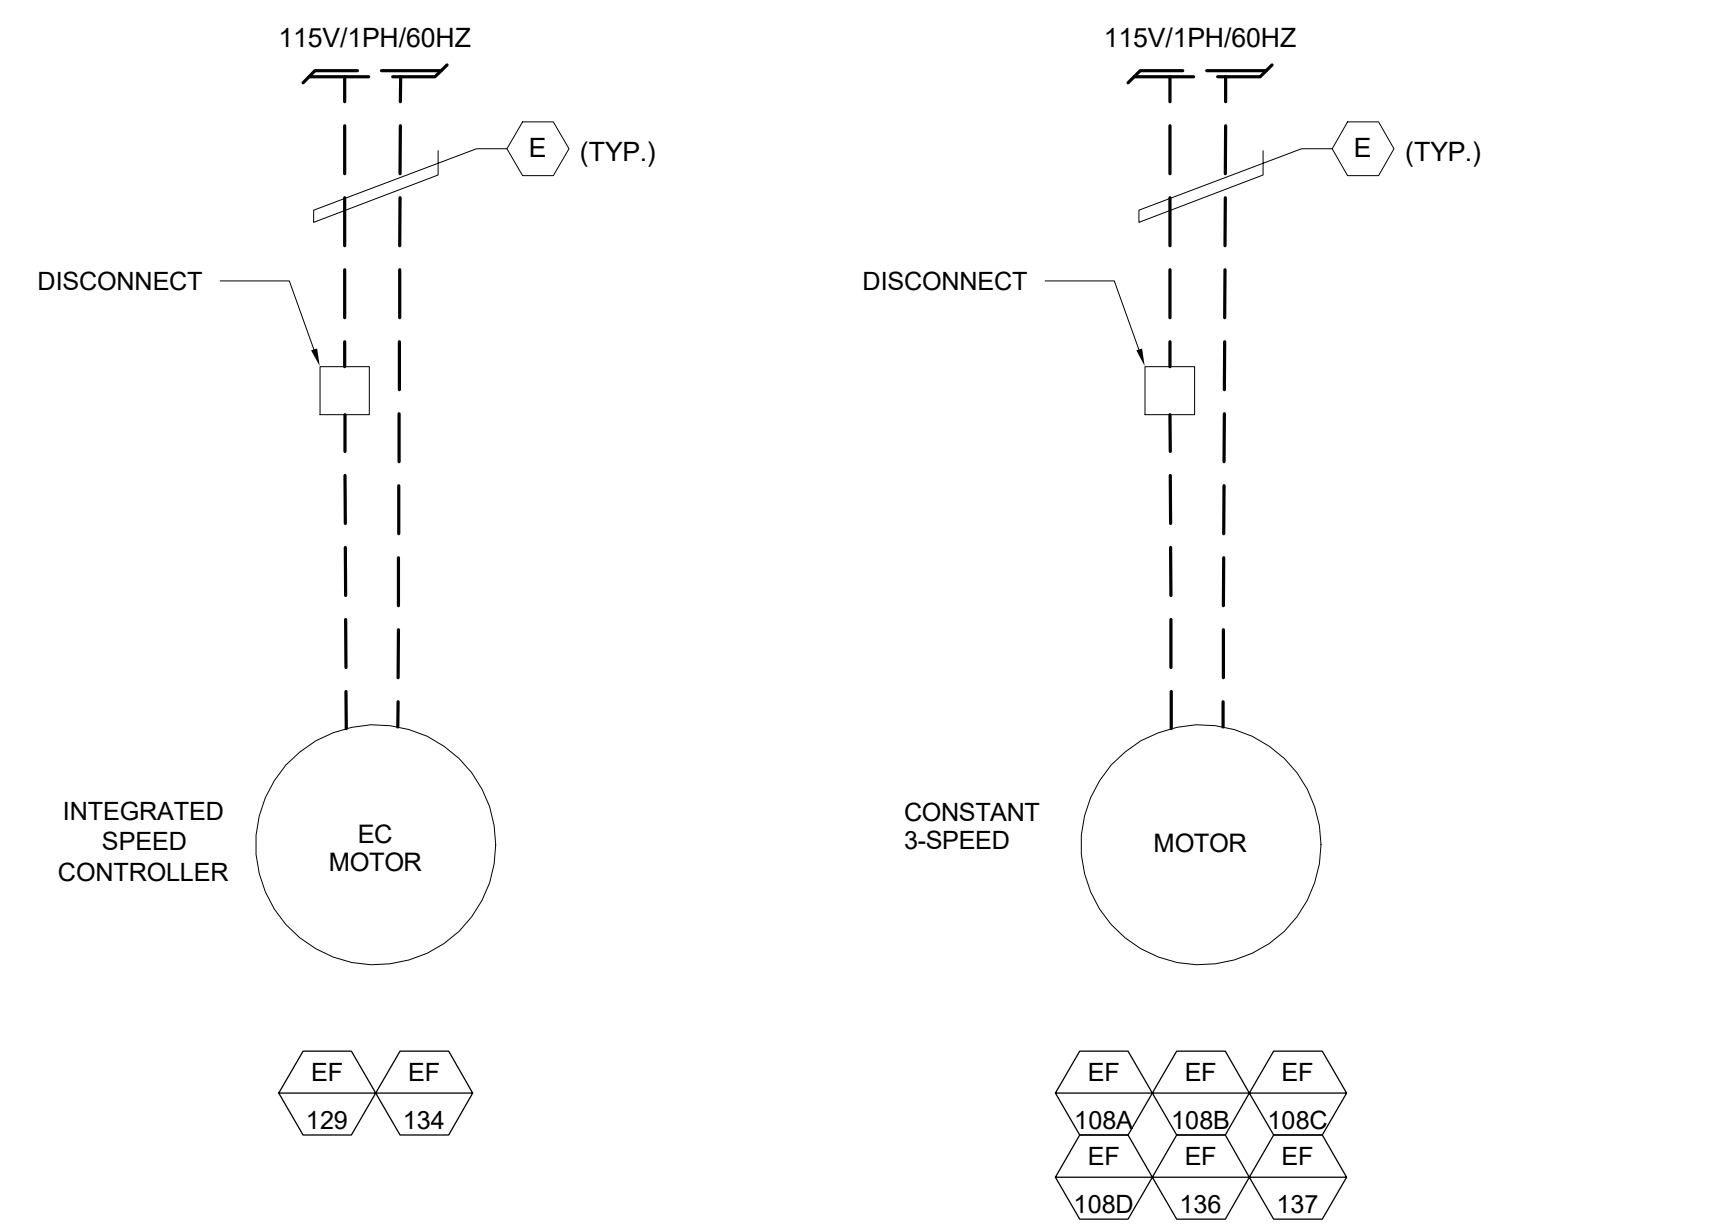 115V/1PH/60HZ
E
(TYP.)
DISCONNECT
INTEGRATED
SPEED
CONTROLLER
EC
MOTOR
EF
129
EF
134
115V/1PH/60HZ
E
(TYP.)
DISCONNECT
CONSTANT
3-SPEED
MOTOR
EF
108A
EF
108B
EF
108C
EF
108D
EF
136
EF
137